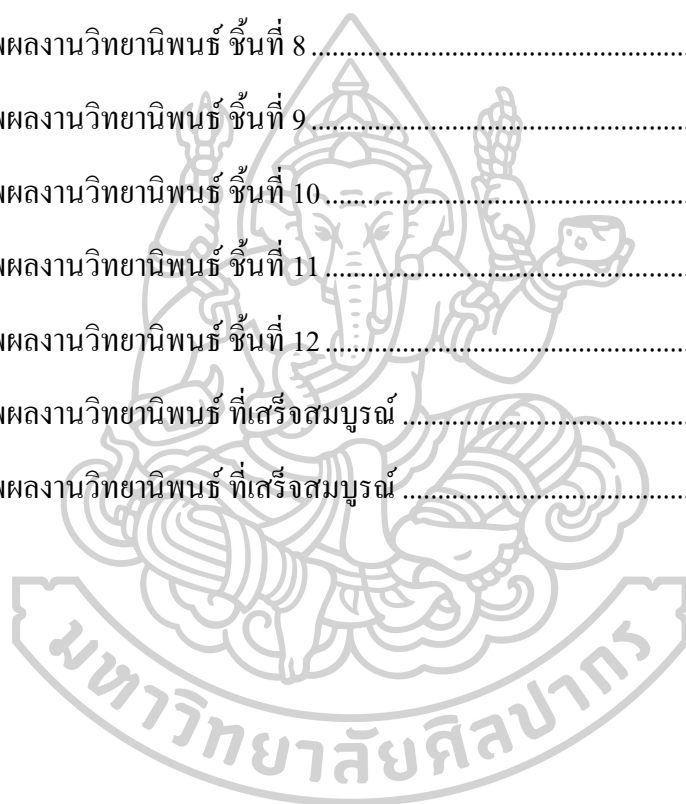 ผลงานวิทยานิพนธ์ ชิ้นที่ 8 ........................................................................
ผลงานวิทยานิพนธ์ ชิ้นที่ 9 ........................................................................
ผลงานวิทยานิพนธ์ ชิ้นที่ 10 ......................................................................
ผลงานวิทยานิพนธ์ ชิ้นที่ 11 ......................................................................
ผลงานวิทยานิพนธ์ ชิ้นที่ 12 ......................................................................
ผลงานวิทยานิพนธ์ ที่เสร็จสมบูรณ์ .......................................................
ผลงานวิทยานิพนธ์ ที่เสร็จสมบูรณ์ .......................................................
มหาวิทยาลัยศิลปากร